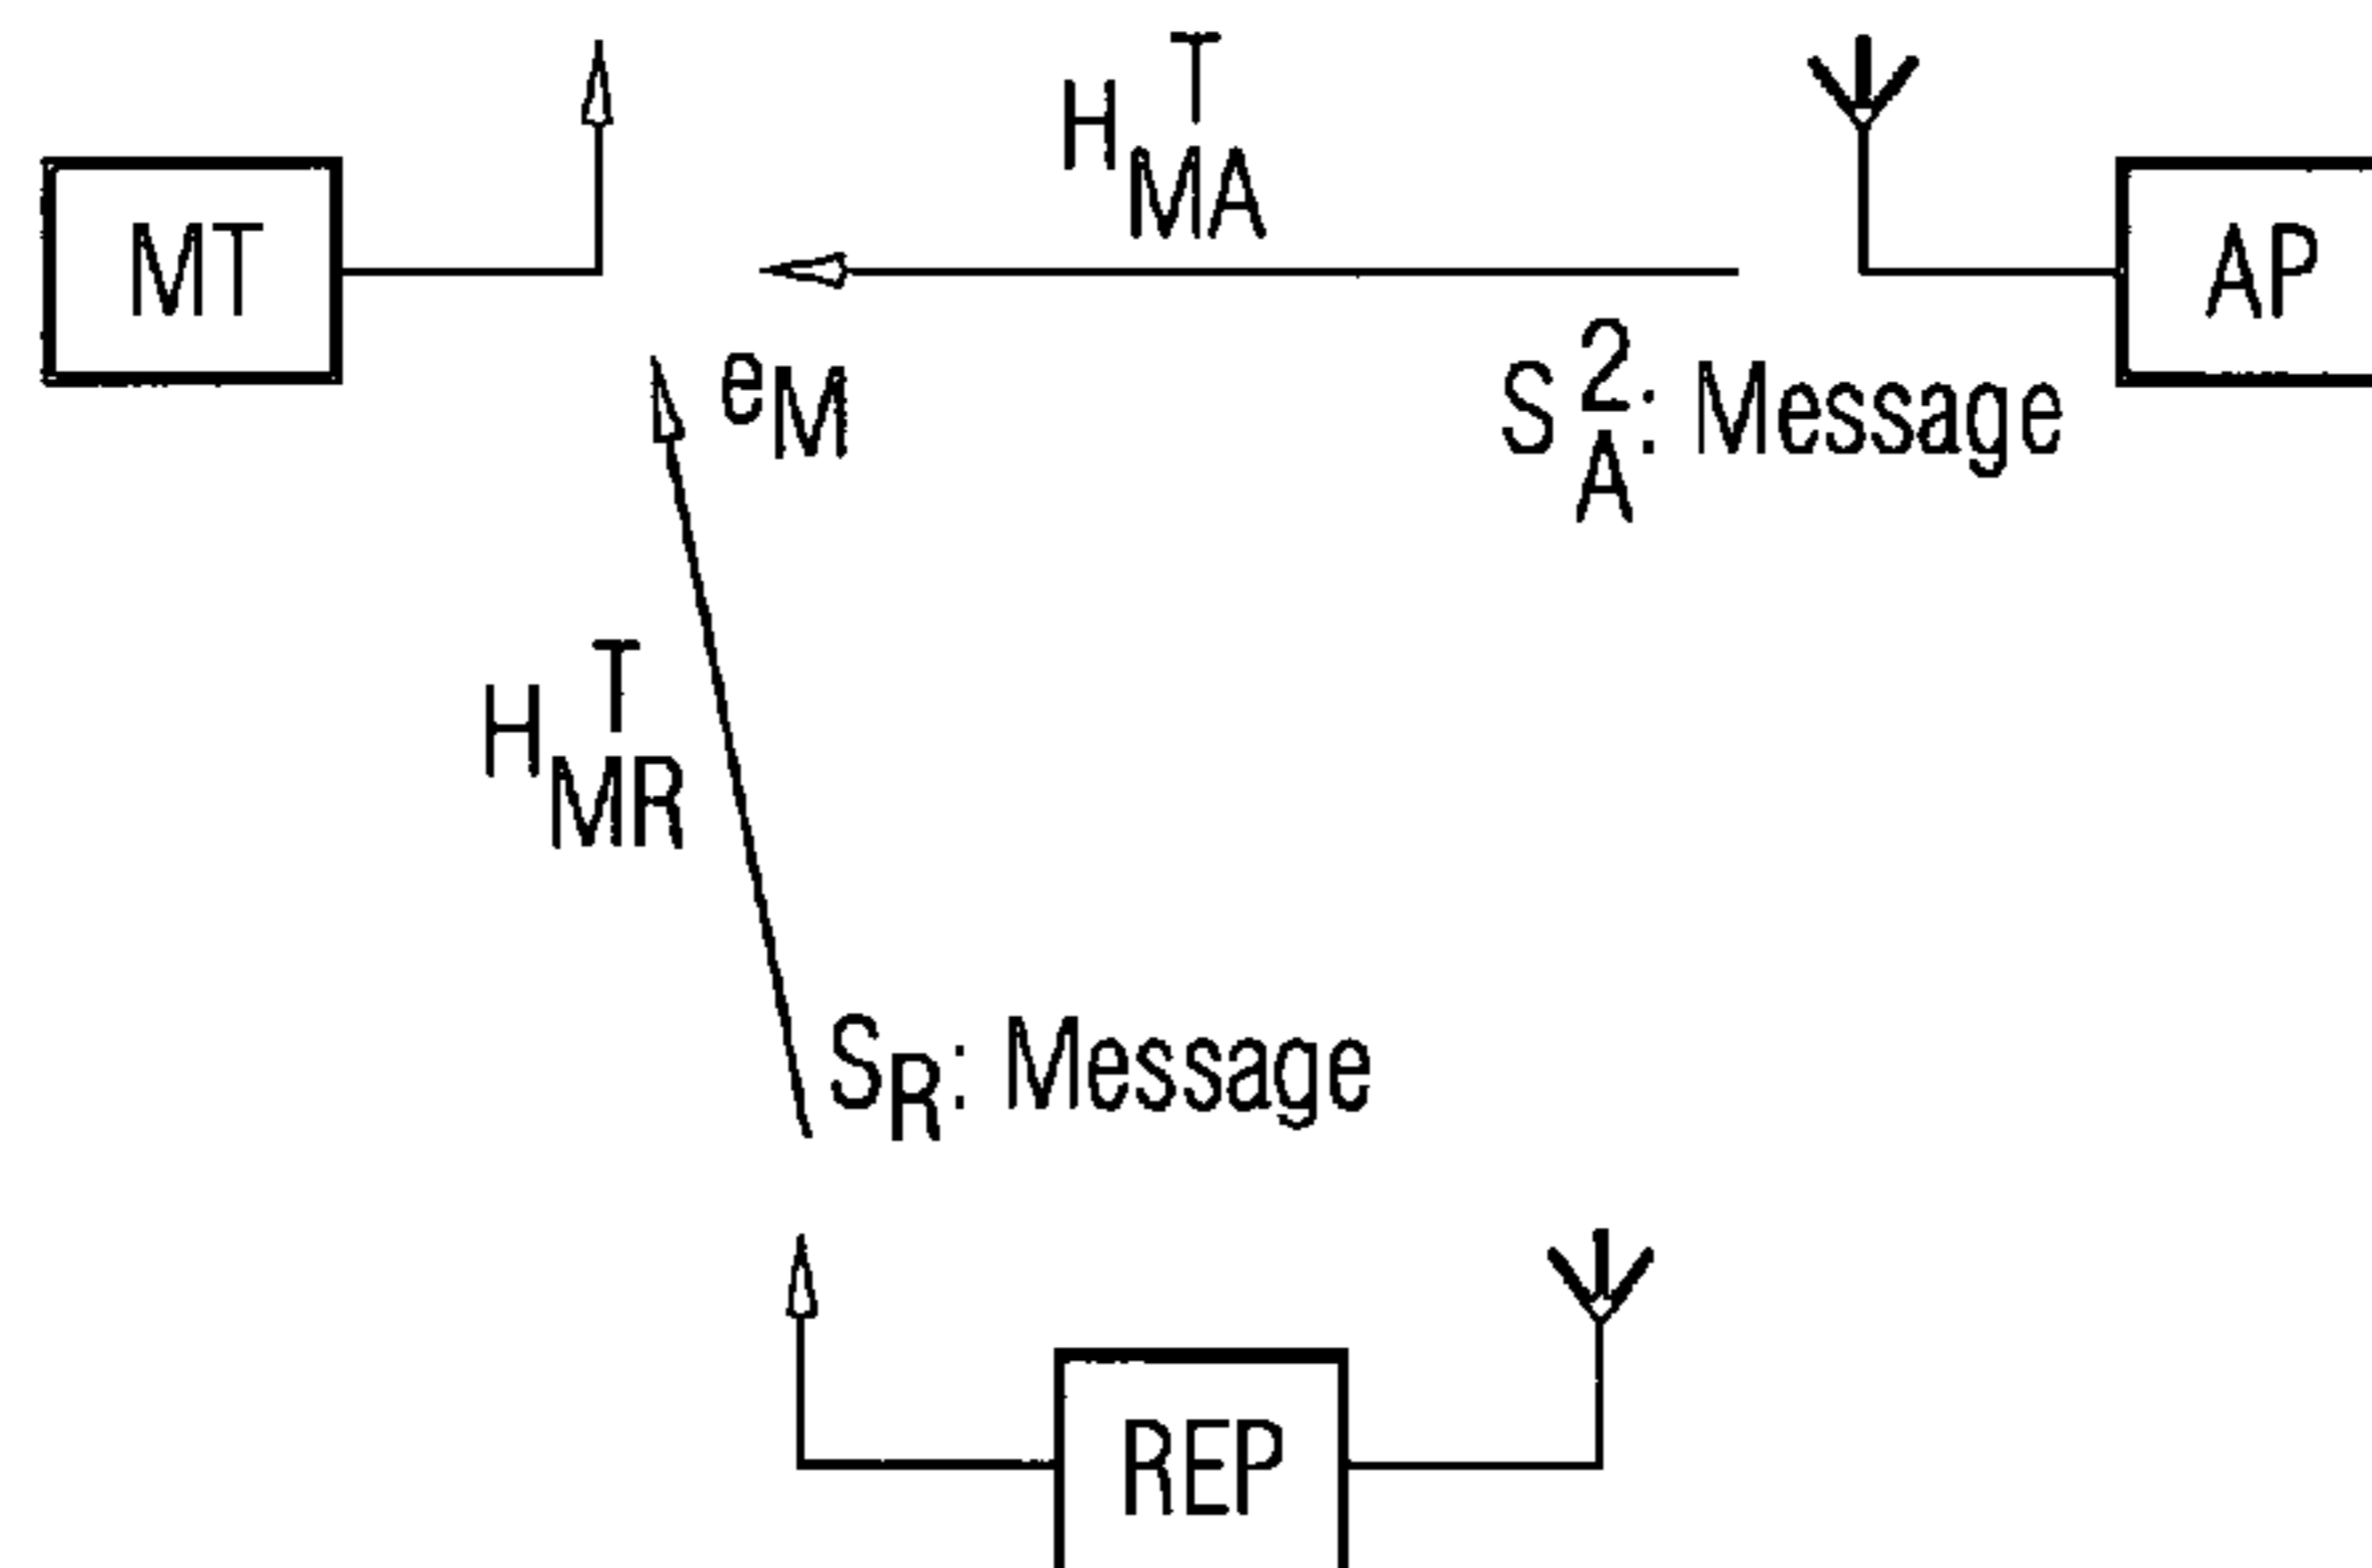 H^T_MA
MT
AP
e_M
S^2_A: Message
H^T_MR
S_R: Message
REP